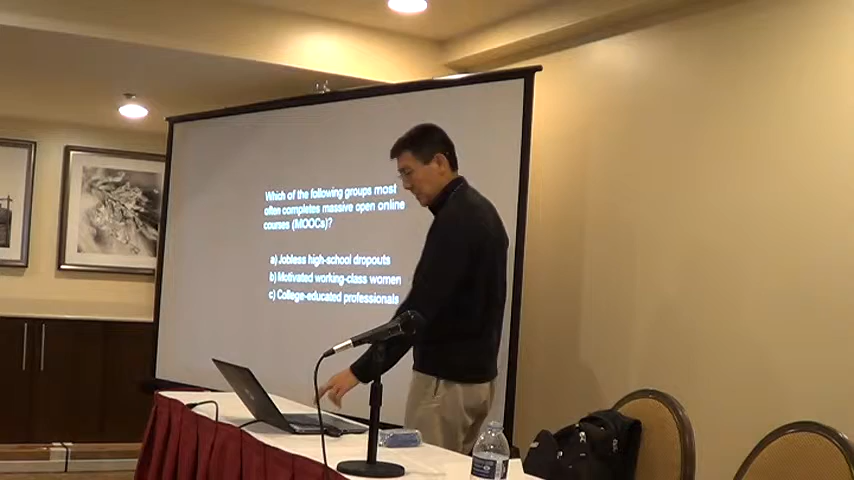 Which of the following groups most
often completes massive open online
courses (MOOCs)?
a) Jobless high-school dropouts
b) Motivated working-class women
c) College-educated professionals